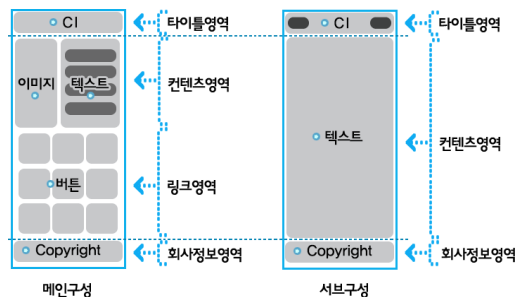 CI
타이틀영역
이미지
텍스트
컨텐츠영역
버튼
링크영역
Copyright
회사정보영역
메인구성
CI
타이틀영역
텍스트
컨텐츠영역
Copyright
회사정보영역
서브구성